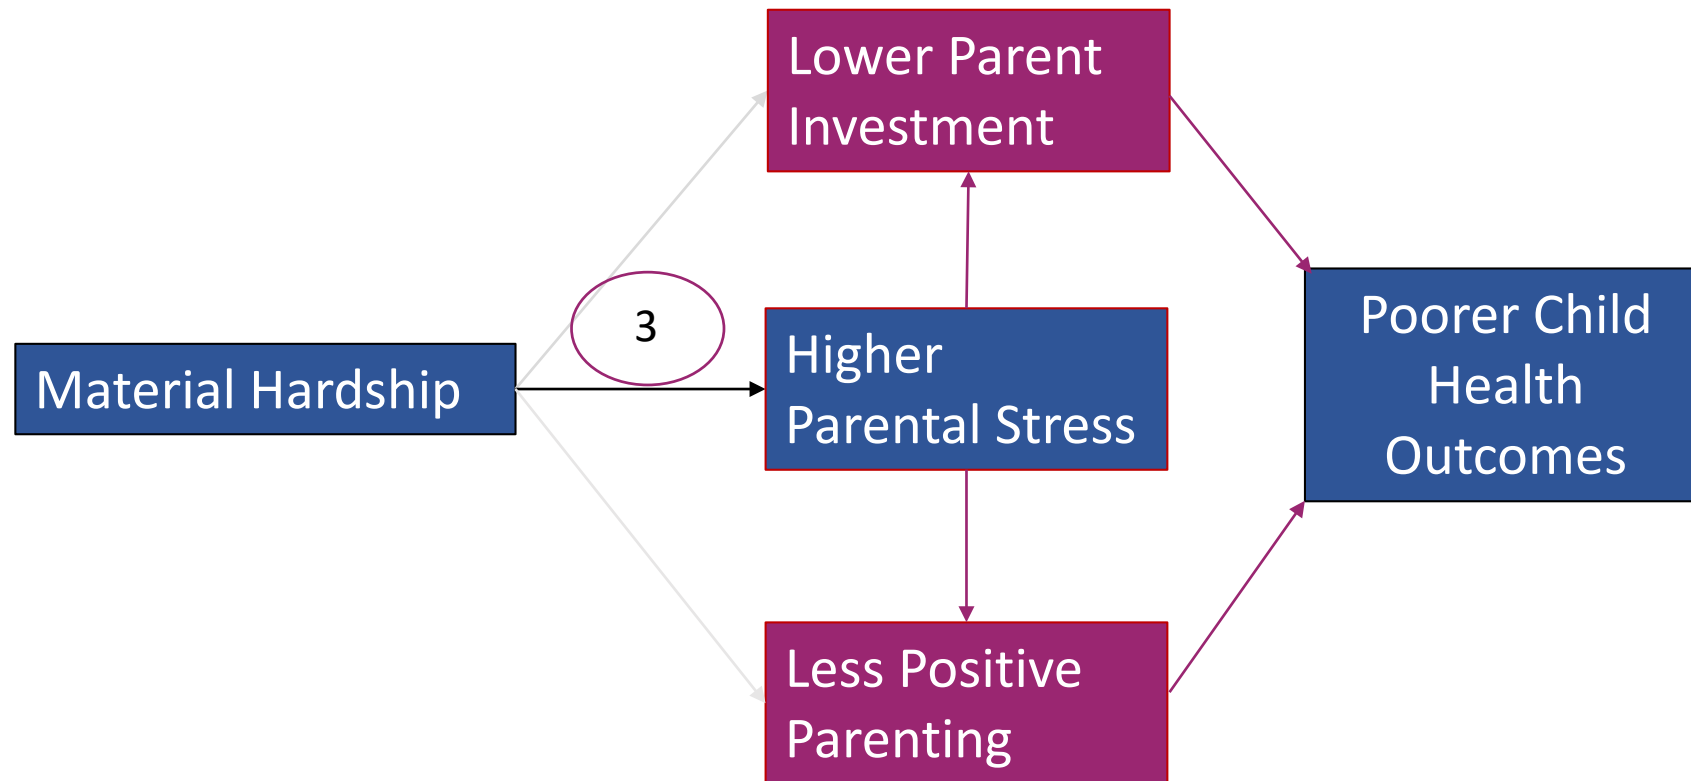 Lower Parent
Investment
3
Material Hardship
Higher
Parental Stress
Poorer Child
Health
Outcomes
Less Positive
Parenting